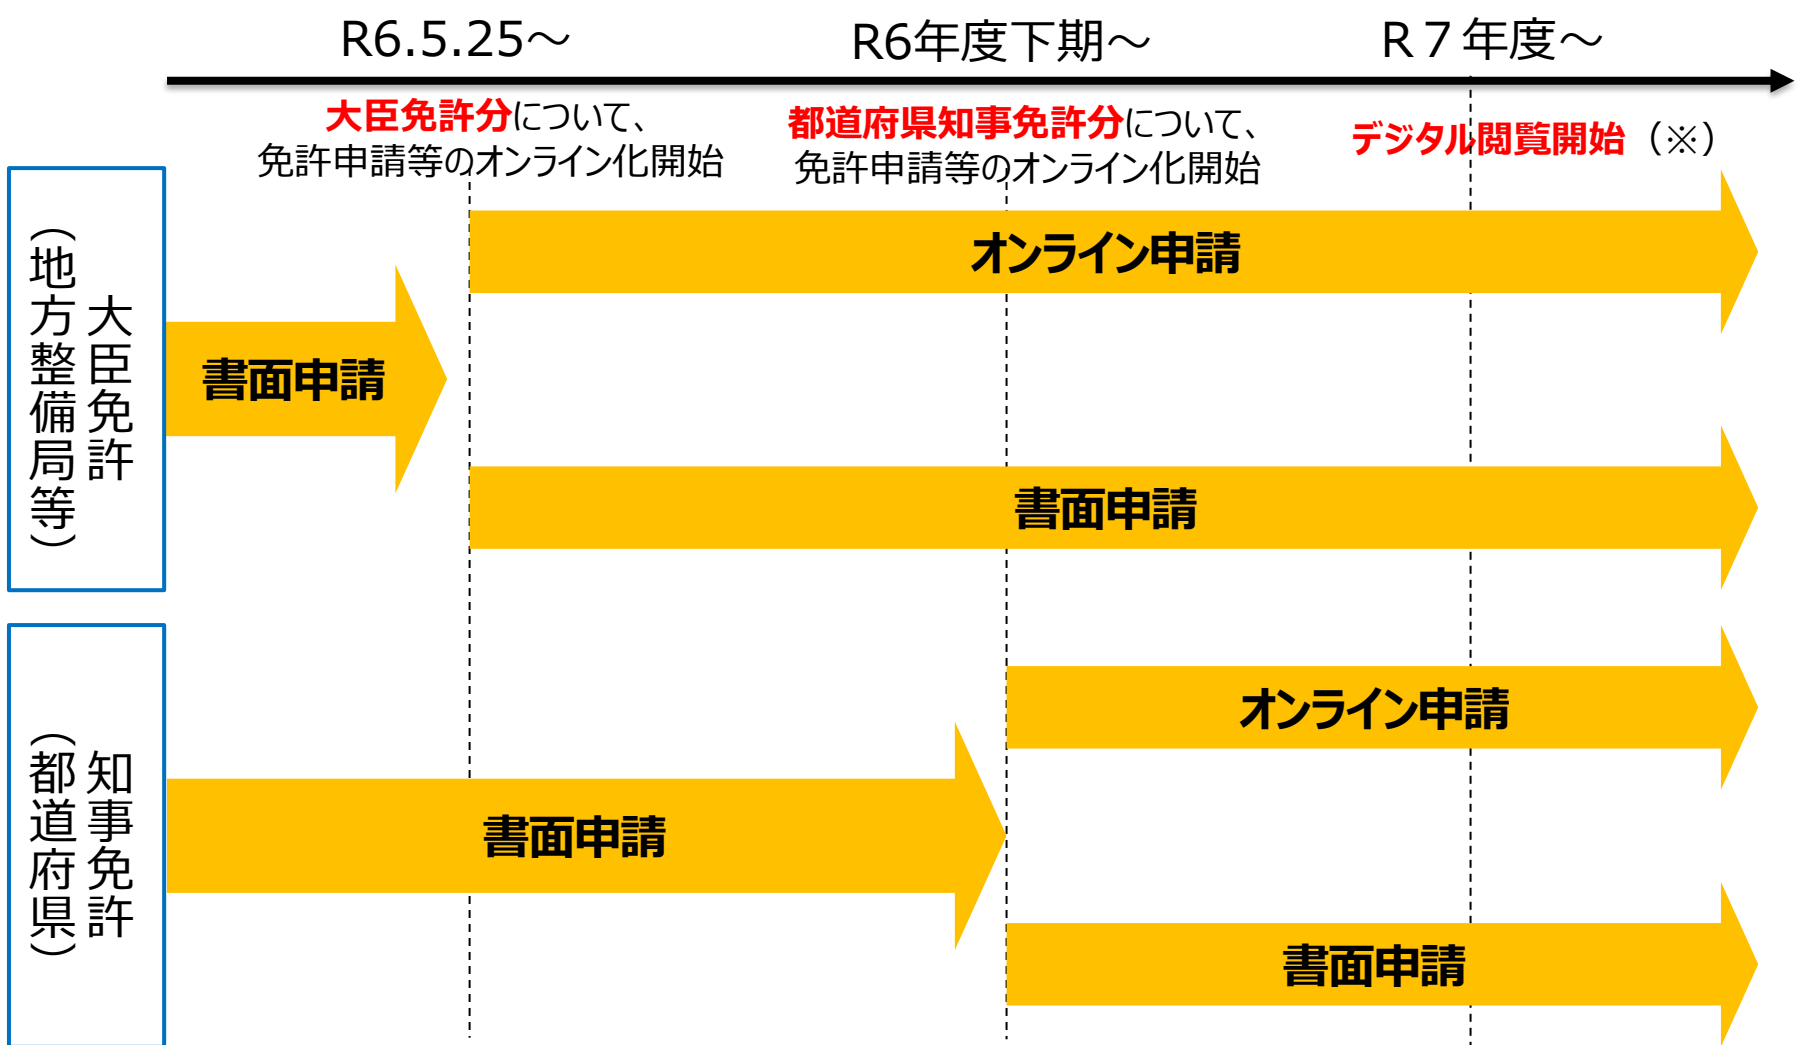 R6.5.25～
R6年度下期～
R７年度～
大臣免許分について、
免許申請等のオンライン化開始
都道府県知事免許分について、
免許申請等のオンライン化開始
デジタル閲覧開始（※）
大臣免許
（地方整備局等）
オンライン申請
書面申請
書面申請
知事免許
（都道府県）
オンライン申請
書面申請
書面申請